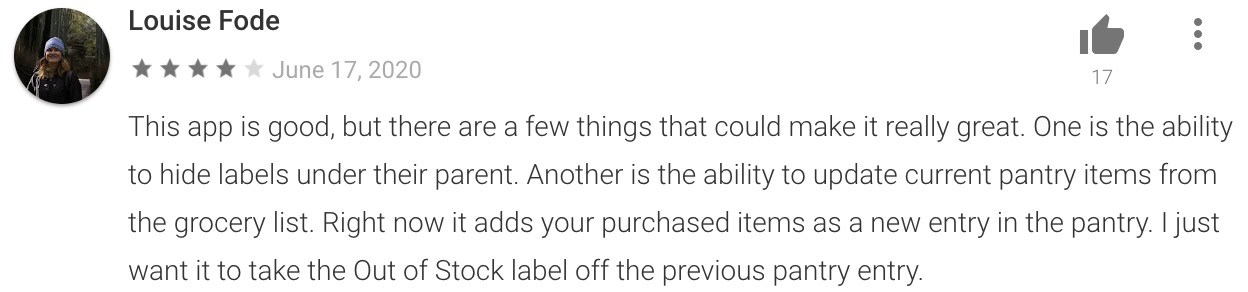 Louise Fode
June 17, 2020
17
This app is good, but there are a few things that could make it really great. One is the ability
to hide labels under their parent. Another is the ability to update current pantry items from
the grocery list. Right now it adds your purchased items as a new entry in the pantry. I just
want it to take the Out of Stock label off the previous pantry entry.